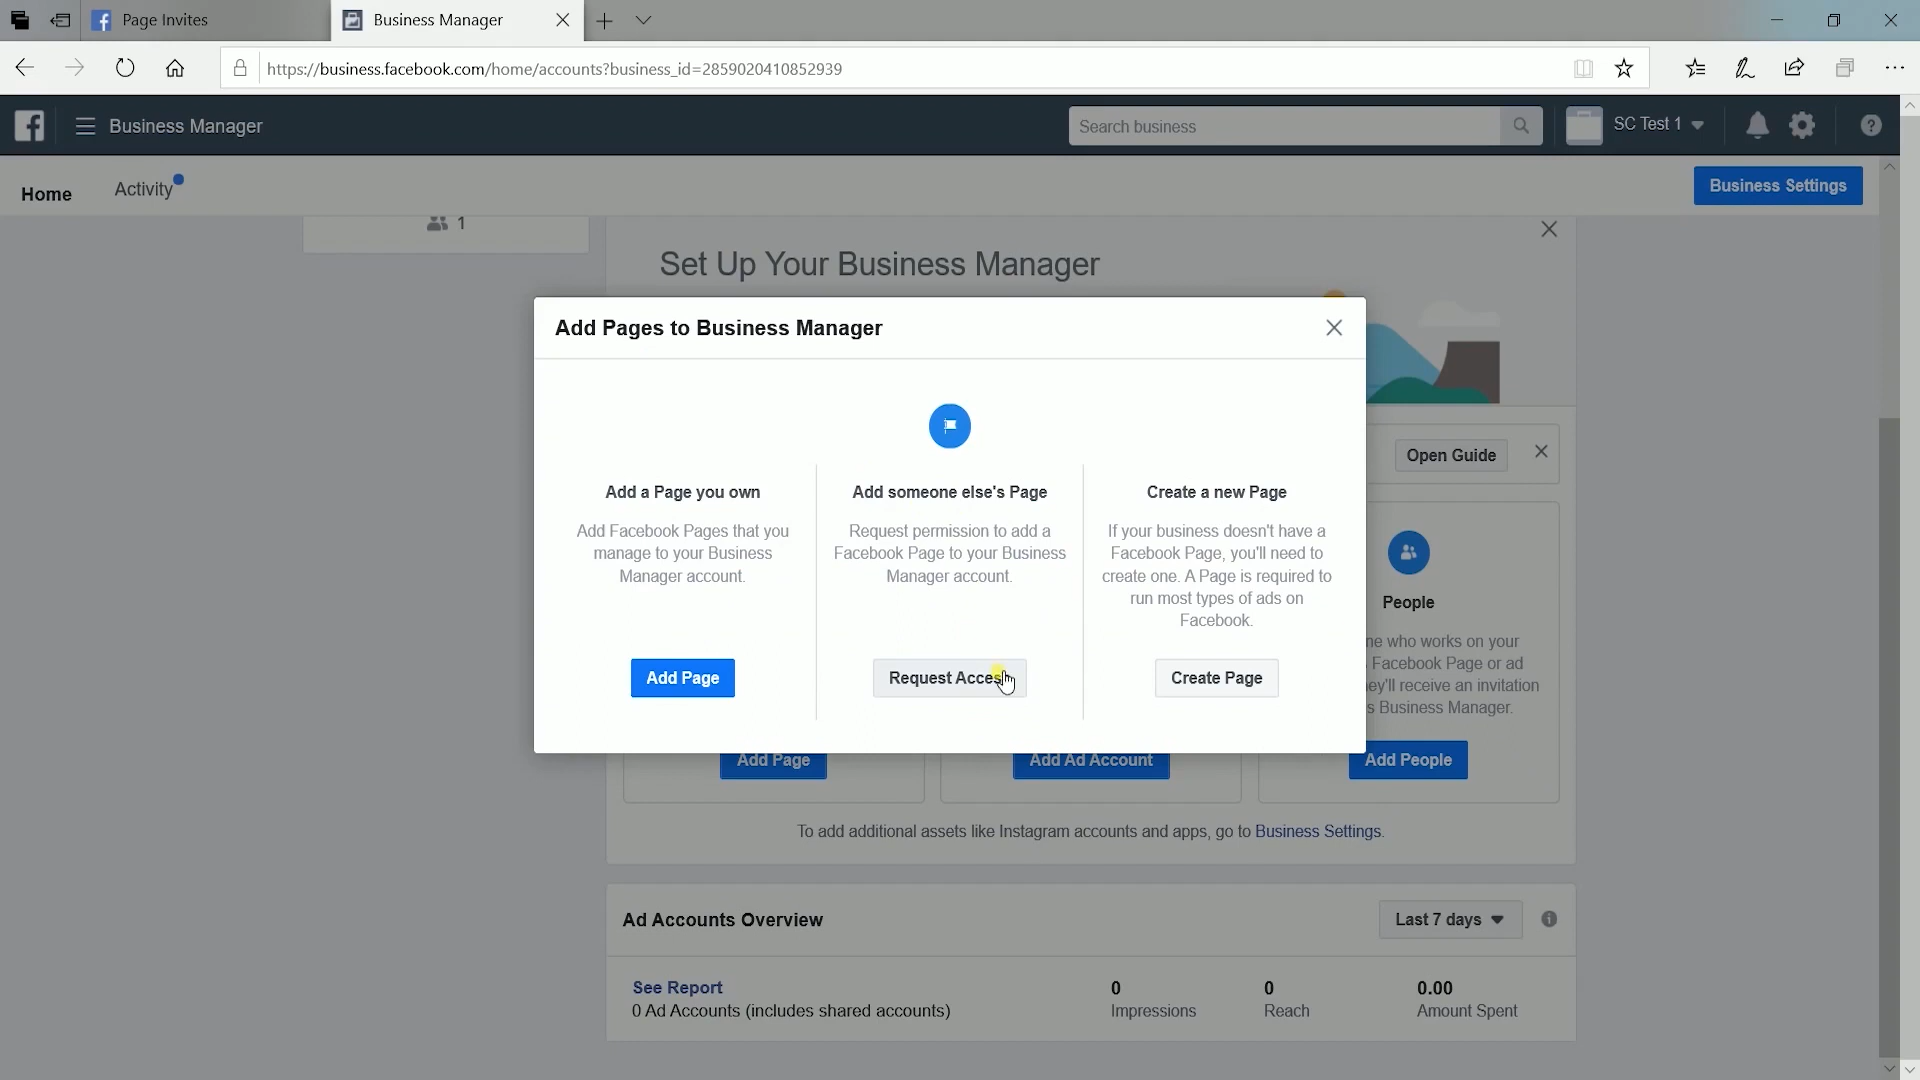 Page Invites
Business Manager
https://business.facebook.com/home/accounts?business_id=2859020410852939
Business Manager
Search business
SC Test 1
Home
Activity
Business Settings
1
Set Up Your Business Manager
Add Pages to Business Manager
Add a Page you own
Add Facebook Pages that you
manage to your Business
Manager account.
Add Page
Add someone else's Page
Request permission to add a
Facebook Page to your Business
Manager account.
Request Acces
Create a new Page
If your business doesn't have a
Facebook Page, you'll need to
create one. A Page is required to
run most types of ads on
Facebook.
Create Page
Open Guide
People
ne who works on your
Facebook Page or ad
ey'll receive an invitation
s Business Manager.
Add Page
Add Ad Account
Add People
To add additional assets like Instagram accounts and apps, go to Business Settings.
Ad Accounts Overview
Last 7 days
See Report
0 Ad Accounts (includes shared accounts)
0
Impressions
0
Reach
0.00
Amount Spent